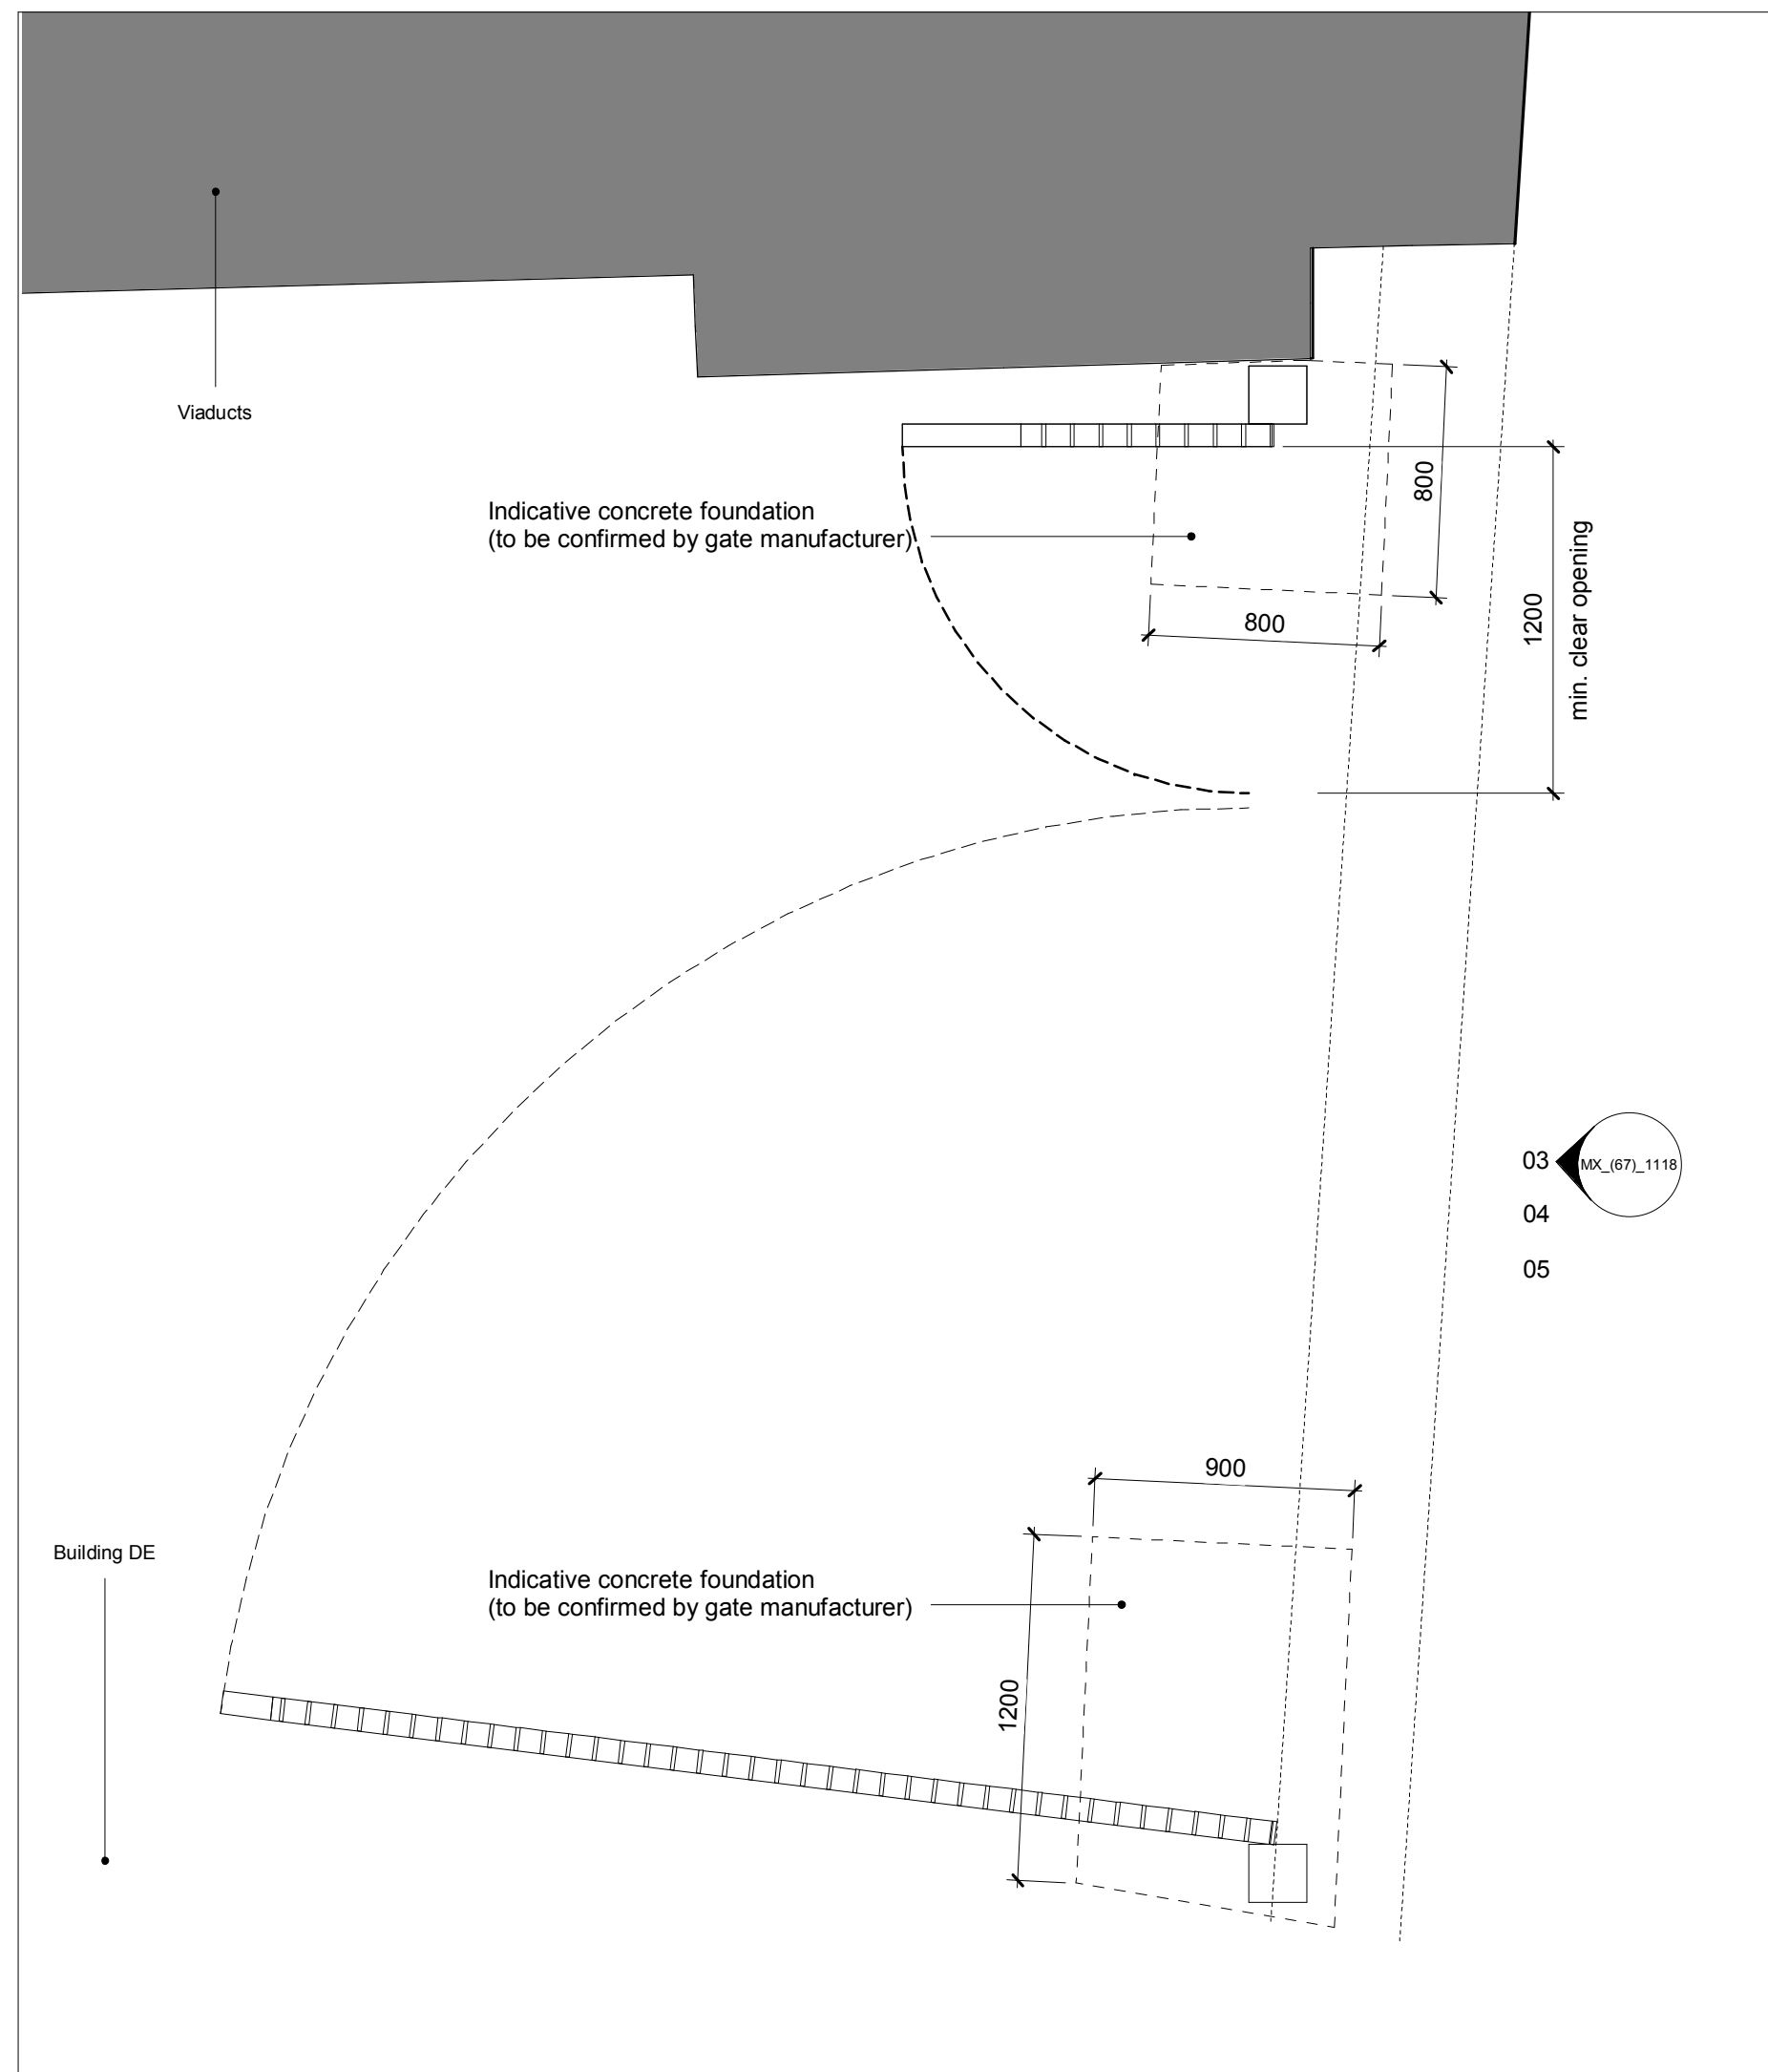 Viaducts
Indicative concrete foundation
(to be confirmed by gate manufacturer)
800
800
1200
min. clear opening
03
MX_(67)_1118
04
05
900
Building DE
Indicative concrete foundation
(to be confirmed by gate manufacturer)
1200